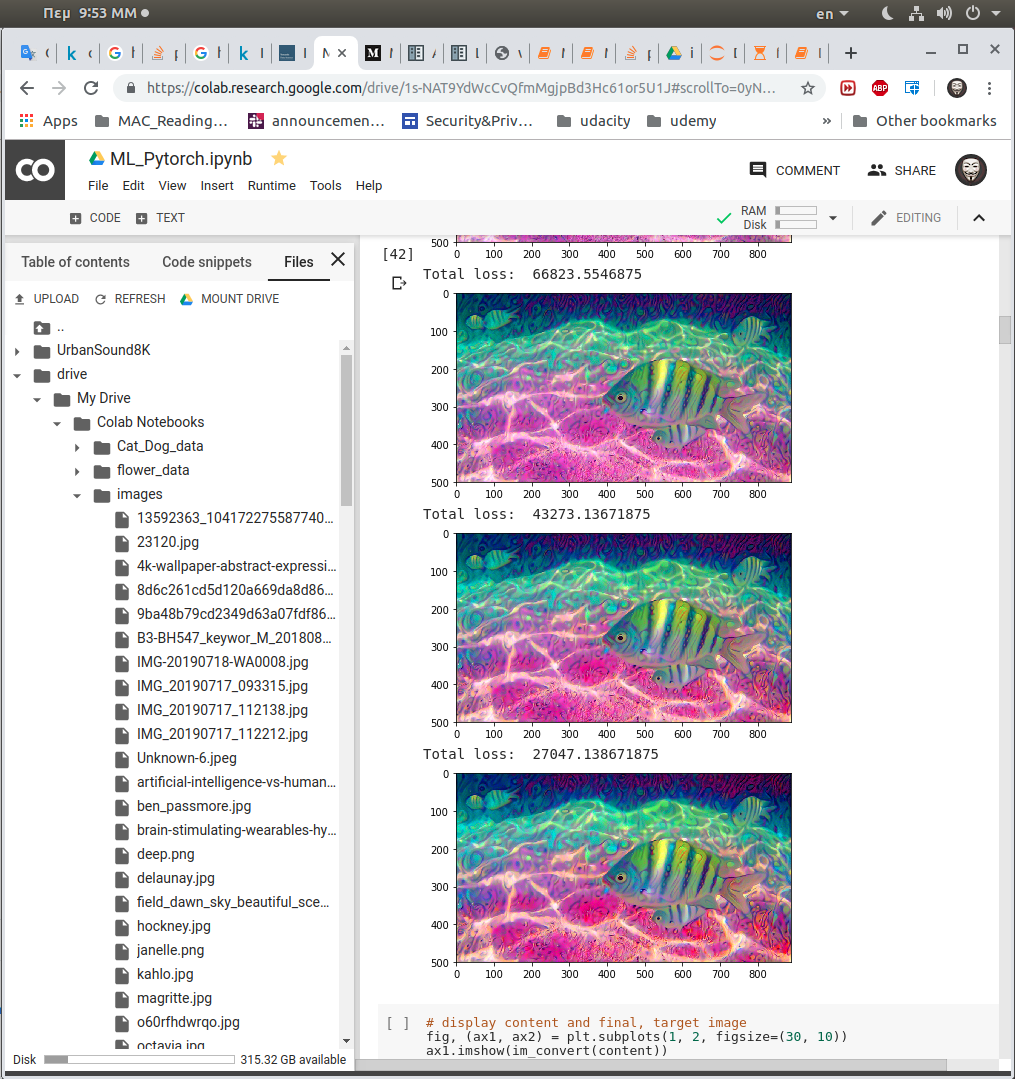 Πεμ 9:53 ΜΜ
en
https://colab.research.google.com/drive/1s-NAT9YdWcCvQfmMgjpBd3Hc61or5U1J#scrollTo=0yN…
ABP
Apps MAC_Reading… announcemen… Security&Priv… udacity udemy » Other bookmarks
CO
ML_Pytorch.ipynb
File Edit View Insert Runtime Tools Help
COMMENT SHARE
CODE TEXT
RAM
Disk
EDITING
Table of contents Code snippets Files
UPLOAD REFRESH MOUNT DRIVE
..
UrbanSound8K
drive
My Drive
Colab Notebooks
Cat_Dog_data
flower_data
images
13592363_104172275587740…
23120.jpg
4k-wallpaper-abstract-expressi…
8d6c261cd5d120a669da8d86…
9ba48b79cd2349d63a07fdf86…
B3-BH547_keywor_M_201808…
IMG-20190718-WA0008.jpg
IMG_20190717_093315.jpg
IMG_20190717_112138.jpg
IMG_20190717_112212.jpg
Unknown-6.jpeg
artificial-intelligence-vs-human…
ben_passmore.jpg
brain-stimulating-wearables-hy…
deep.png
delaunay.jpg
field_dawn_sky_beautiful_sce…
hockney.jpg
janelle.png
kahlo.jpg
magritte.jpg
o60rfhdwrqo.jpg
octavia.jpg
Disk 315.32 GB available
[42]
500
0 100 200 300 400 500 600 700 800
Total loss: 66823.5546875
0
100
200
300
400
500
0 100 200 300 400 500 600 700 800
Total loss: 43273.13671875
0
100
200
300
400
500
0 100 200 300 400 500 600 700 800
Total loss: 27047.138671875
0
100
200
300
400
500
0 100 200 300 400 500 600 700 800
[ ] # display content and final, target image
fig, (ax1, ax2) = plt.subplots(1, 2, figsize=(30, 10))
ax1.imshow(im_convert(content))